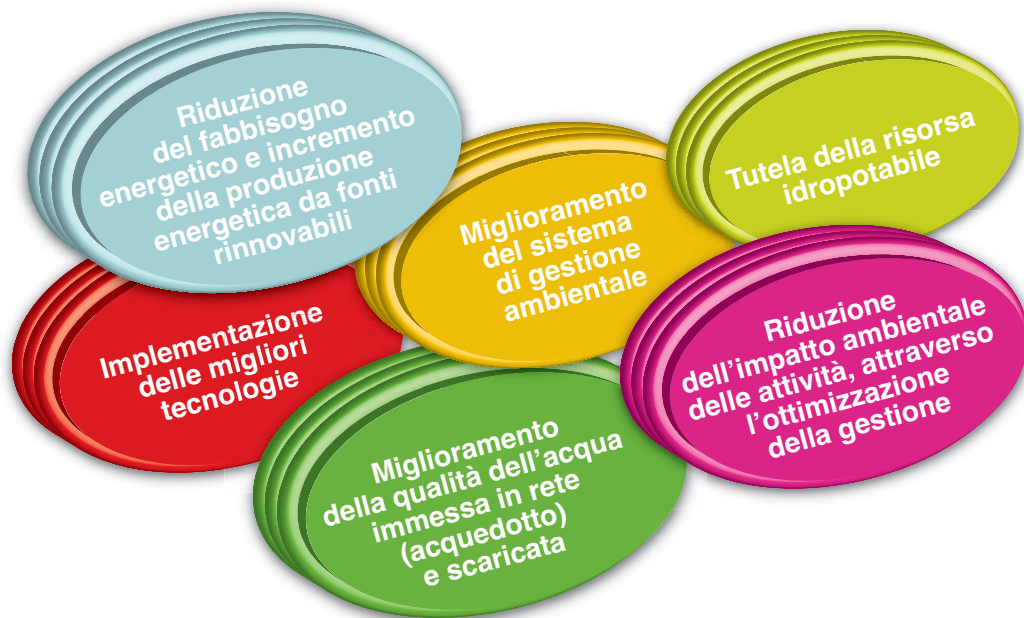 Riduzione
del fabbisogno
energetico e incremento
della produzione
energetica da fonti
rinnovabili
Tutela della risorsa
idropotabile
Miglioramento
del sistema
di gestione
ambientale
Implementazione
delle migliori
tecnologie
Riduzione
dell'impatto ambientale
delle attività, attraverso
l'ottimizzazione
della gestione
Miglioramento
della qualità dell'acqua
immessa in rete
(acquedotto)
e scaricata